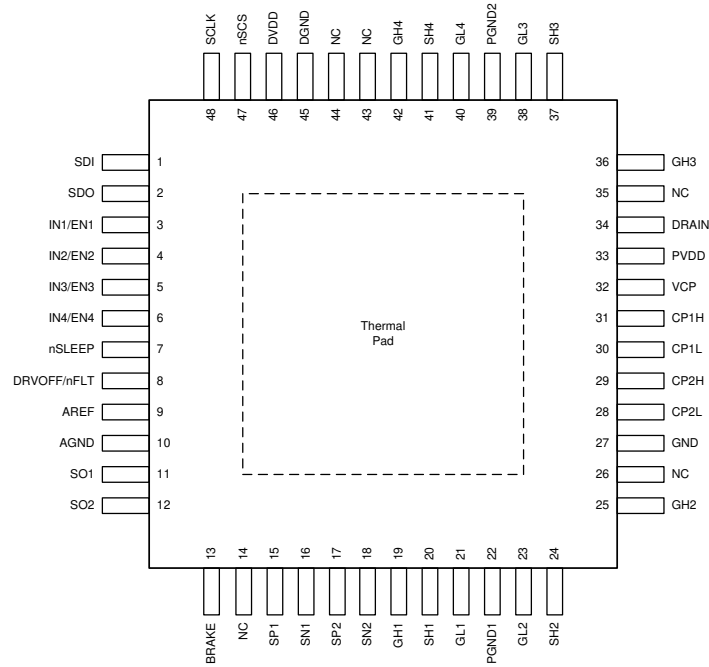 SCLK
nSCS
DVDD
DGND
NC
NC
GH4
SH4
GL4
PGND2
GL3
SH3
48
47
46
45
44
43
42
41
40
39
38
37
SDI 1
SDO 2
IN1/EN1 3
IN2/EN2 4
IN3/EN3 5
IN4/EN4 6
nSLEEP 7
DRVOFF/nFLT 8
AREF 9
AGND 10
SO1 11
SO2 12
Thermal
Pad
36 GH3
35 NC
34 DRAIN
33 PVDD
32 VCP
31 CP1H
30 CP1L
29 CP2H
28 CP2L
27 GND
26 NC
25 GH2
13
14
15
16
17
18
19
20
21
22
23
24
BRAKE
NC
SP1
SN1
SP2
SN2
GH1
SH1
GL1
PGND1
GL2
SH2